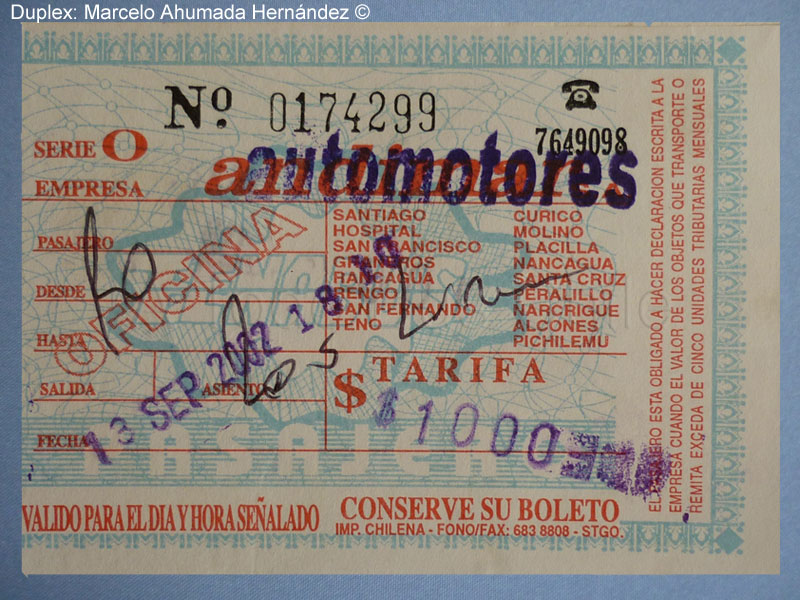 Duplex: Marcelo Ahumada Hernández ©
Nº 0174299
7649098
SERIE O
automotores
EMPRESA
PASAJERO
DESDE
HASTA
SALIDA
ASIENTO
FECHA
OFICINA
13 SEP 2002 18 10
SANTIAGO
HOSPITAL
SAN FRANCISCO
GRANEROS
RANCAGUA
RENGO
SAN FERNANDO
TENO
CURICO
MOLINO
PLACILLA
NANCAGUA
SANTA CRUZ
PERALILLO
ÑARCRIGUE
ALCONES
PICHILEMU
$ TARIFA
$1000
PASAJE
VALIDO PARA EL DIA Y HORA SEÑALADO
CONSERVE SU BOLETO
IMP. CHILENA - FONO/FAX: 683 8808 - STGO.
EL PASAJERO ESTA OBLIGADO A HACER DECLARACION ESCRITA A LA
EMPRESA CUANDO EL VALOR DE LOS OBJETOS QUE TRANSPORTE O
REMITA EXCEDA DE CINCO UNIDADES TRIBUTARIAS MENSUALES